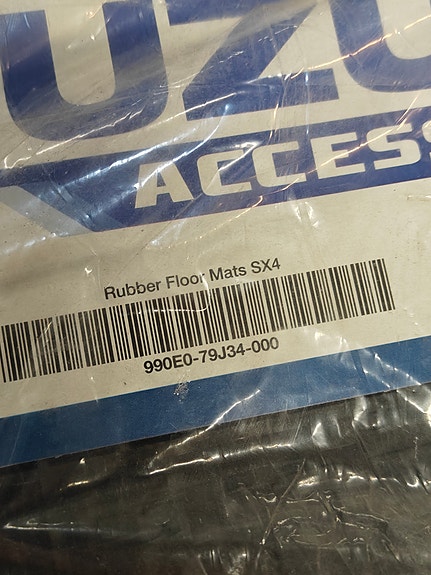 UZU
ACCESS
Rubber Floor Mats SX4
990E0-79J34-000